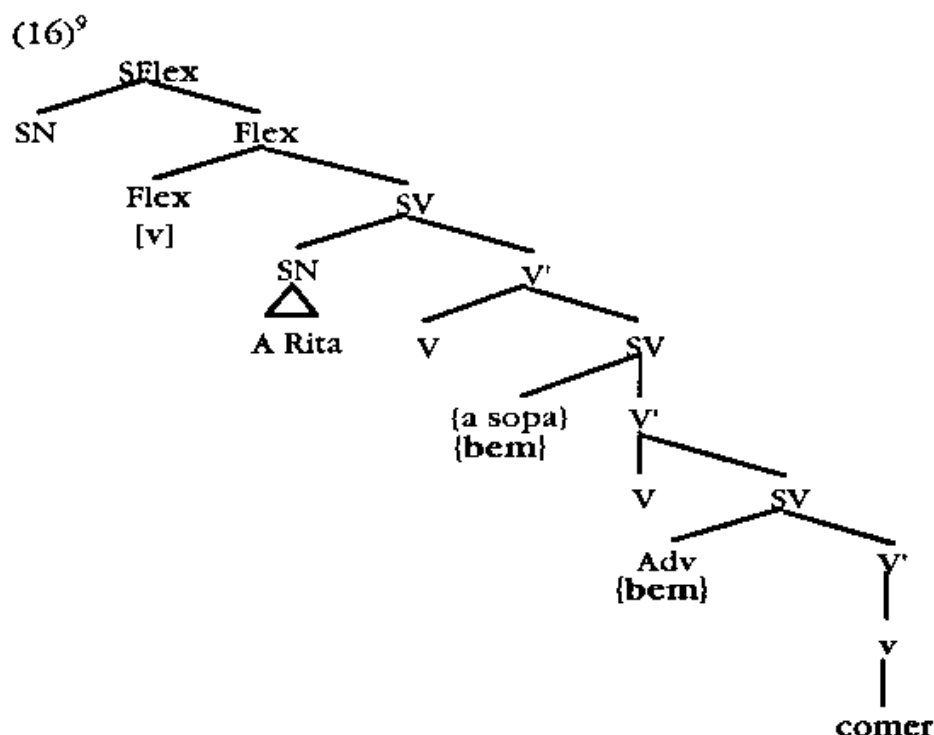 (16)⁹
SFlex
SN Flex
Flex SV
[v]
SN V'
A Rita V SV
{a sopa} V'
{bem}
V SV
Adv V'
{bem}
v
comer